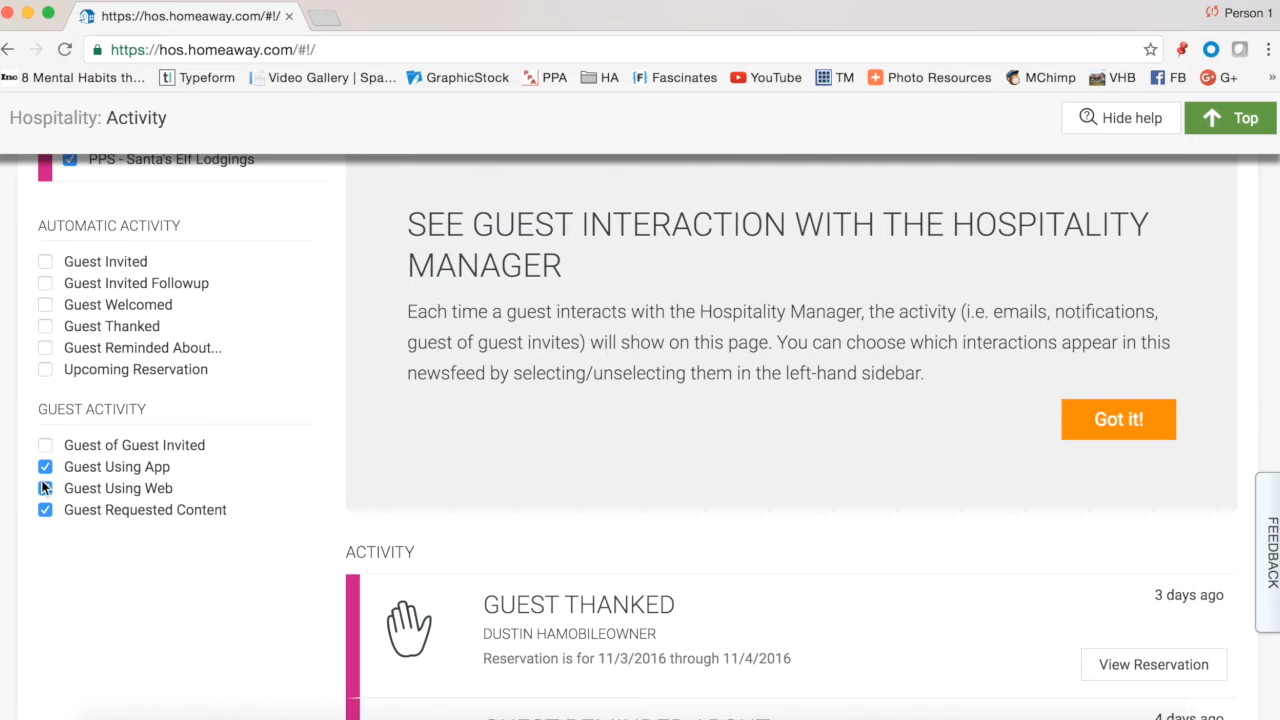 https://hos.homeaway.com/#!/
Person 1
https://hos.homeaway.com/#!/
Inc 8 Mental Habits th... Typeform Video Gallery | Spa... GraphicStock PPA HA {F} Fascinates YouTube TM Photo Resources MChimp VHB FB G+ »
Hospitality: Activity
Hide help
Top
PPS - Santa's Elf Lodgings
AUTOMATIC ACTIVITY
Guest Invited
Guest Invited Followup
Guest Welcomed
Guest Thanked
Guest Reminded About...
Upcoming Reservation
GUEST ACTIVITY
Guest of Guest Invited
Guest Using App
Guest Using Web
Guest Requested Content
SEE GUEST INTERACTION WITH THE HOSPITALITY
MANAGER
Each time a guest interacts with the Hospitality Manager, the activity (i.e. emails, notifications,
guest of guest invites) will show on this page. You can choose which interactions appear in this
newsfeed by selecting/unselecting them in the left-hand sidebar.
Got it!
FEEDBACK
ACTIVITY
GUEST THANKED
3 days ago
DUSTIN HAMOBILEOWNER
Reservation is for 11/3/2016 through 11/4/2016
View Reservation
GUEST REMINDED ABOUT
4 days ago